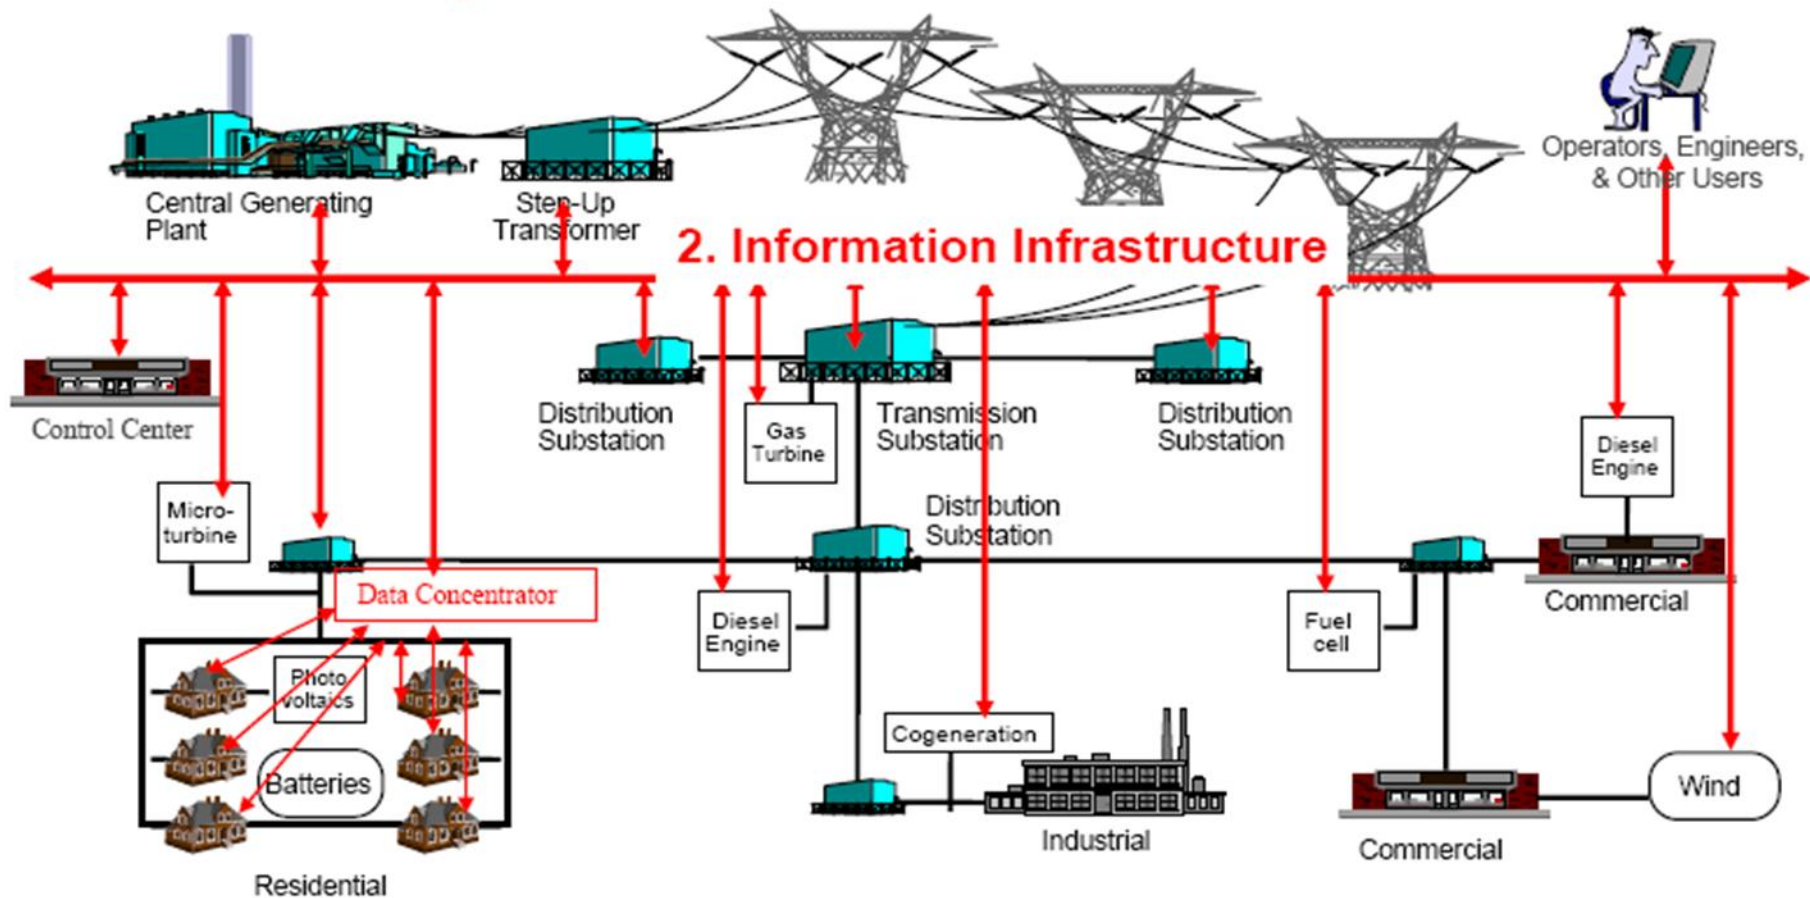 Operators, Engineers,
& Other Users
Central Generating
Plant
Step-Up
Transformer
2. Information Infrastructure
Control Center
Distribution
Substation
Gas
Turbine
Transmission
Substation
Distribution
Substation
Diesel
Engine
Micro-
turbine
Distribution
Substation
Data Concentrator
Diesel
Engine
Fuel
cell
Commercial
Photo
voltaics
Batteries
Cogeneration
Wind
Industrial
Commercial
Residential